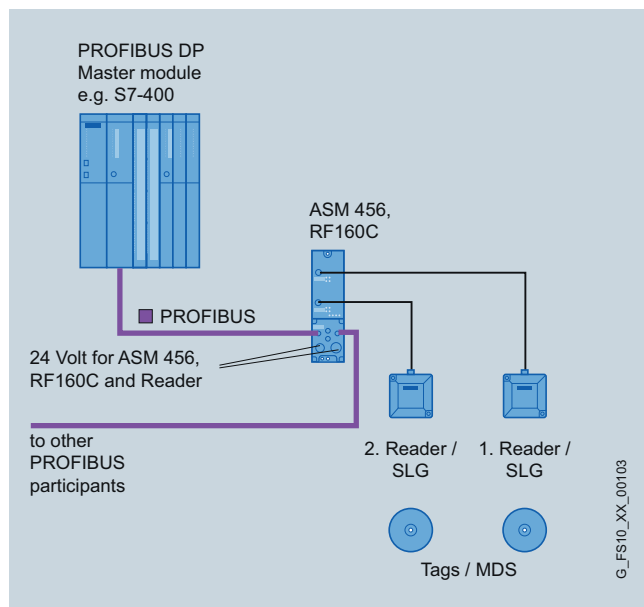 PROFIBUS DP
Master module
e.g. S7-400
ASM 456,
RF160C
PROFIBUS
24 Volt for ASM 456,
RF160C and Reader
to other
PROFIBUS
participants
2. Reader /
SLG
1. Reader /
SLG
Tags / MDS
G_FS10_XX_00103